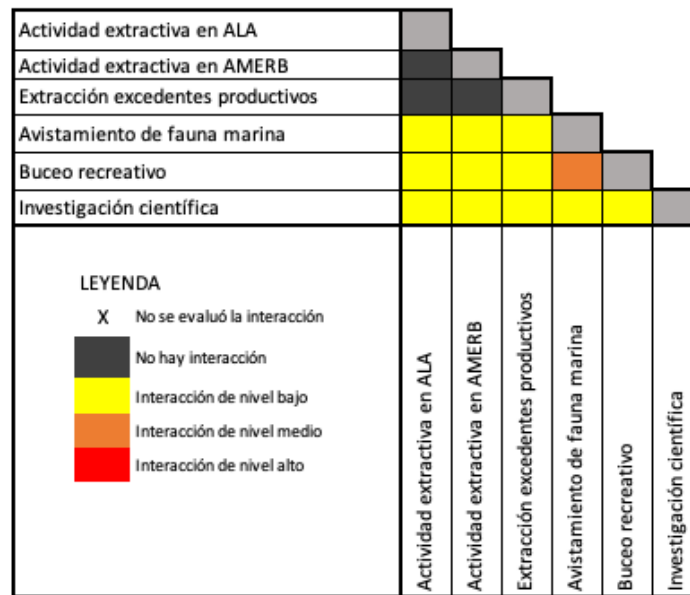 Actividad extractiva en ALA
Actividad extractiva en AMERB
Extracción excedentes productivos
Avistamiento de fauna marina
Buceo recreativo
Investigación científica
LEYENDA
X No se evaluó la interacción
No hay interacción
Interacción de nivel bajo
Interacción de nivel medio
Interacción de nivel alto
Actividad extractiva en ALA
Actividad extractiva en AMERB
Extracción excedentes productivos
Avistamiento de fauna marina
Buceo recreativo
Investigación científica